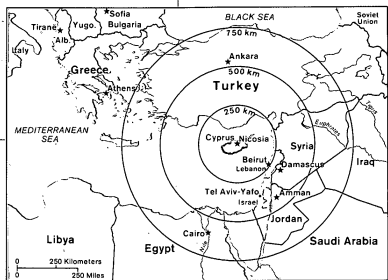 BLACK SEA
Soviet
Union
Sofia
Yugo.
Bulgaria
Tiranë
Alb.
Italy
750 km
Ankara
500 km
Greece
Turkey
Athens
250 km
Tigris
Euphrates
MEDITERRANEAN
SEA
Cyprus
Nicosia
Syria
Beirut
Lebanon
Damascus
Iraq
Tel Aviv-Yafo
Israel
Amman
Jordan
Cairo
Nile
Libya
Egypt
Saudi Arabia
0 250 Kilometers
0 250 Miles